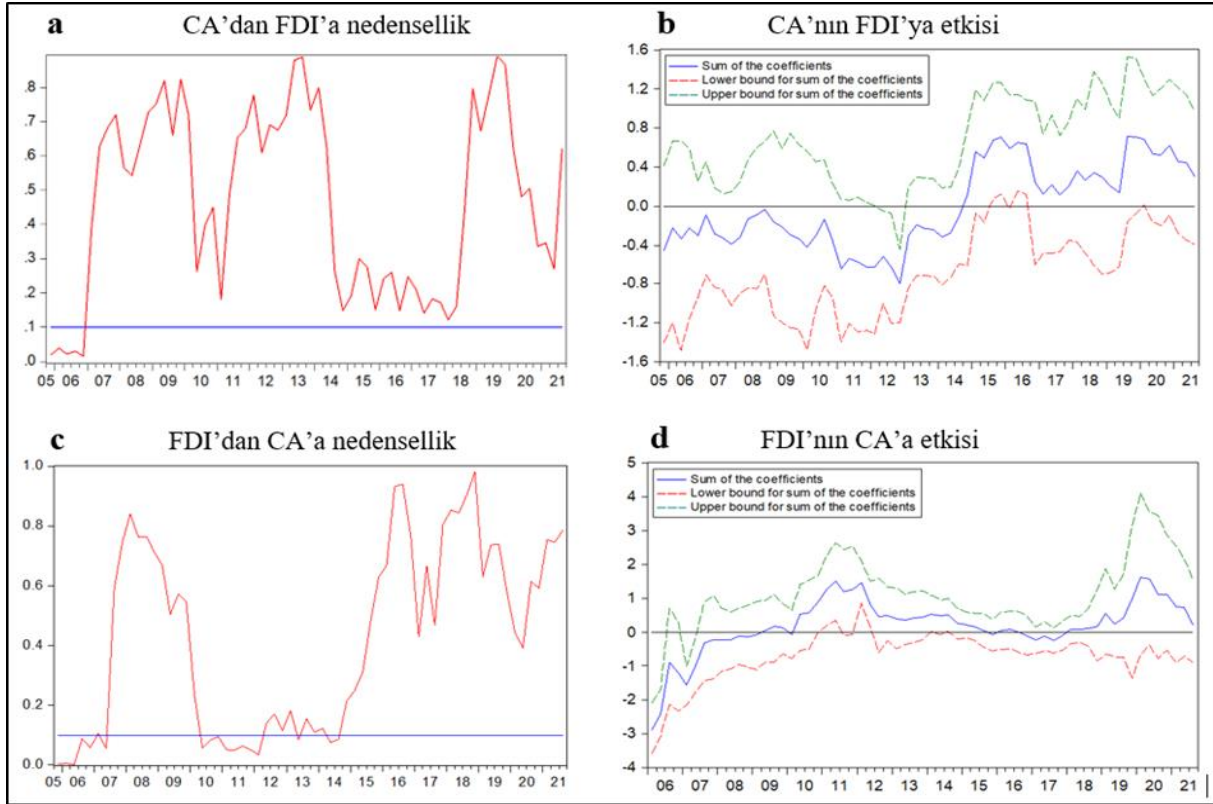 a CA’dan FDI’a nedensellik
.8
.7
.6
.5
.4
.3
.2
.1
.0
05 06 07 08 09 10 11 12 13 14 15 16 17 18 19 20 21
b CA’nın FDI’ya etkisi
Sum of the coefficients
Lower bound for sum of the coefficients
Upper bound for sum of the coefficients
1.6
1.2
0.8
0.4
0.0
-0.4
-0.8
-1.2
-1.6
05 06 07 08 09 10 11 12 13 14 15 16 17 18 19 20 21
c FDI’dan CA’a nedensellik
1.0
0.8
0.6
0.4
0.2
0.0
05 06 07 08 09 10 11 12 13 14 15 16 17 18 19 20 21
d FDI’nın CA’a etkisi
Sum of the coefficients
Lower bound for sum of the coefficients
Upper bound for sum of the coefficients
5
4
3
2
1
0
-1
-2
-3
-4
06 07 08 09 10 11 12 13 14 15 16 17 18 19 20 21